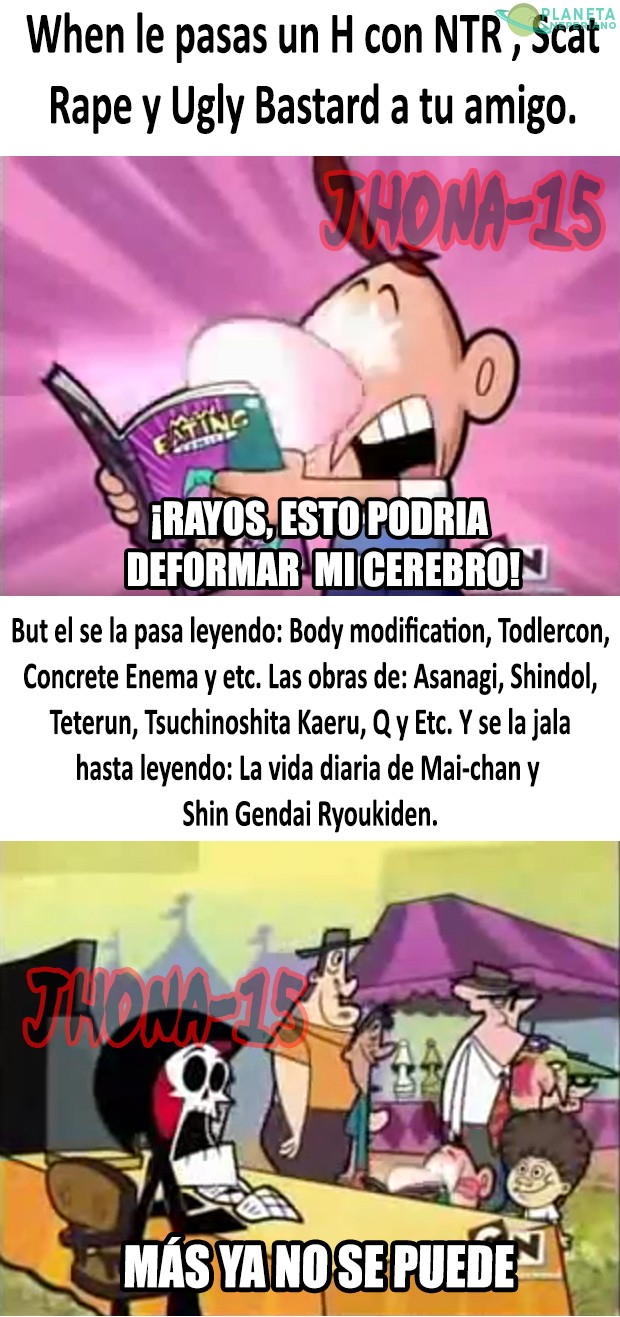 PLANETA
NEPERIANO
When le pasas un H con NTR , Scat
Rape y Ugly Bastard a tu amigo.
JHONA-15
EATING
¡RAYOS, ESTO PODRIA
DEFORMAR MI CEREBRO!
N
But el se la pasa leyendo: Body modification, Todlercon,
Concrete Enema y etc. Las obras de: Asanagi, Shindol,
Teterun, Tsuchinoshita Kaeru, Q y Etc. Y se la jala
hasta leyendo: La vida diaria de Mai-chan y
Shin Gendai Ryoukiden.
JHONA-15
CN
MÁS YA NO SE PUEDE